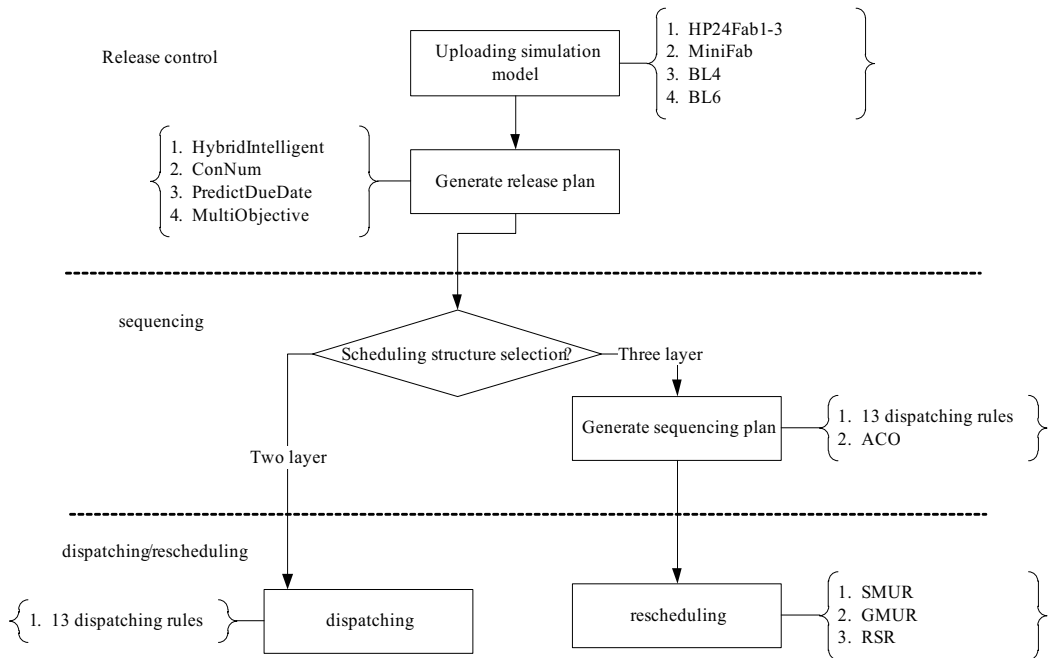 Release control
Uploading simulation
model
1. HP24Fab1-3
2. MiniFab
3. BL4
4. BL6
1. HybridIntelligent
2. ConNum
3. PredictDueDate
4. MultiObjective
Generate release plan
sequencing
Scheduling structure selection?
Three layer
Generate sequencing plan
1. 13 dispatching rules
2. ACO
Two layer
dispatching/rescheduling
1. 13 dispatching rules
dispatching
rescheduling
1. SMUR
2. GMUR
3. RSR